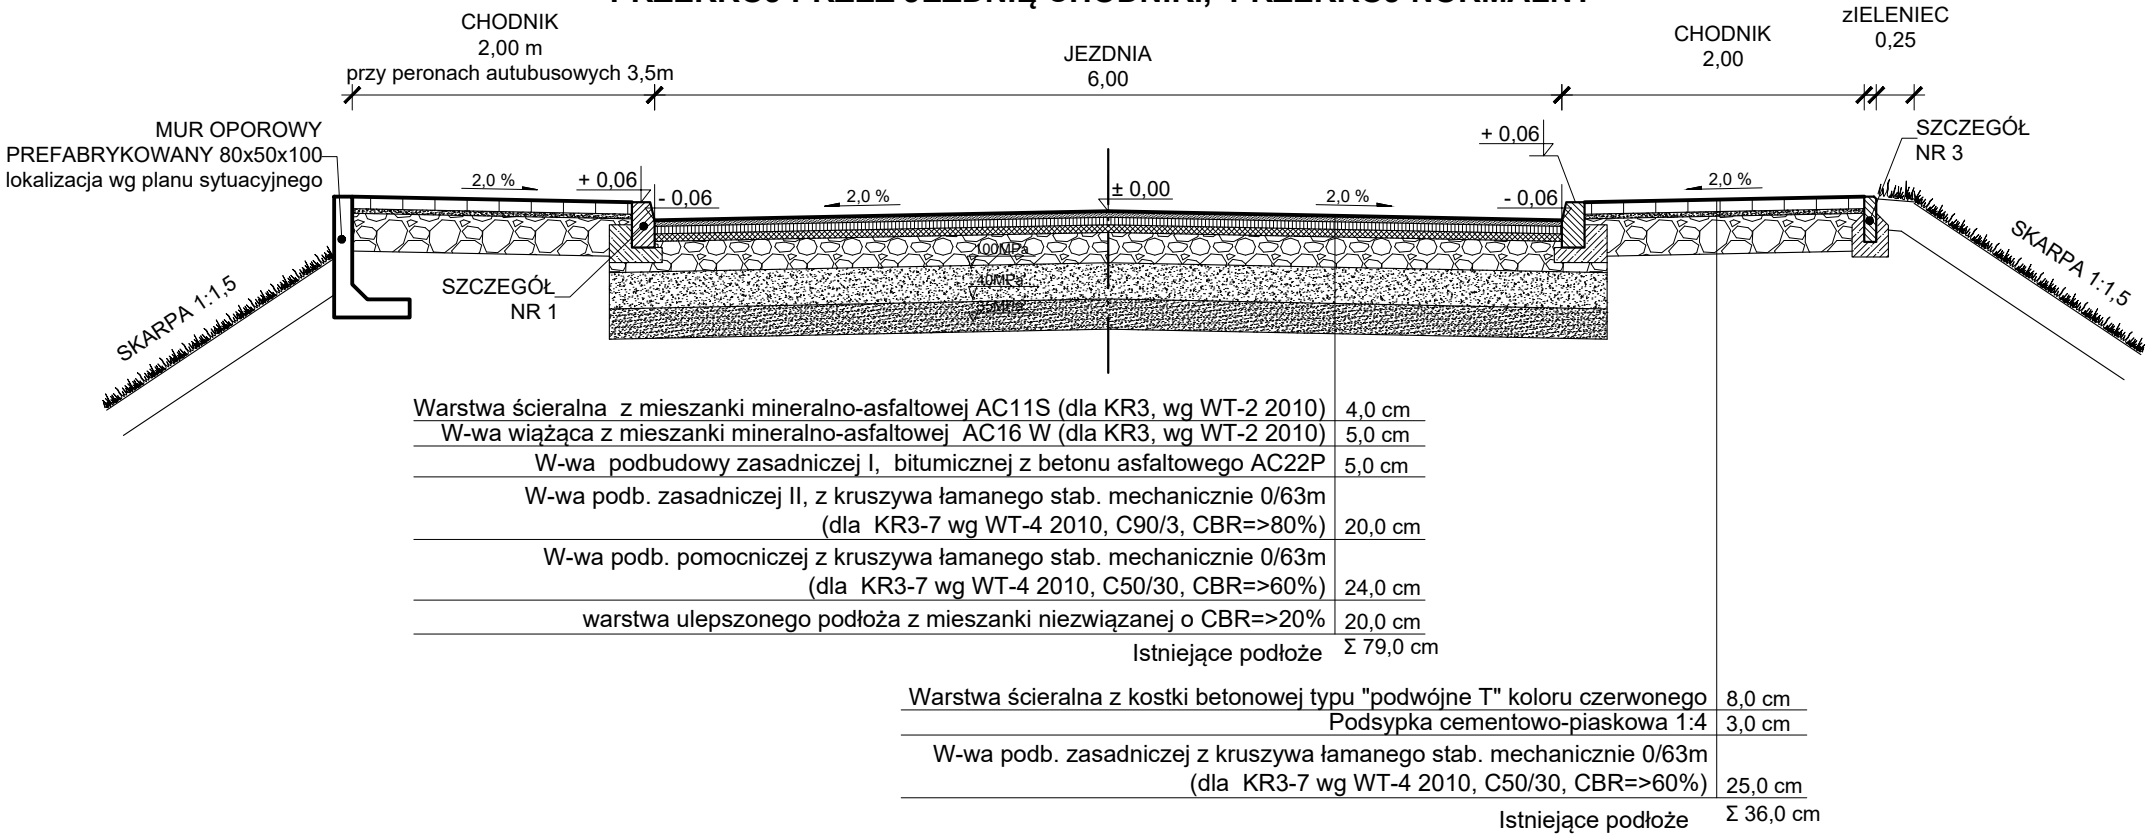 PRZEKRÓJ PRZEZ JEZDNIĘ CHODNIKI, PRZEKRÓJ NORMALNY
CHODNIK
2,00 m
przy peronach autubusowych 3,5m
JEZDNIA
6,00
CHODNIK
2,00
zIELENIEC
0,25
MUR OPOROWY
PREFABRYKOWANY 80x50x100
lokalizacja wg planu sytuacyjnego
2,0 %
+ 0,06
- 0,06
2,0 %
± 0,00
2,0 %
- 0,06
+ 0,06
2,0 %
SZCZEGÓŁ
NR 3
SKARPA 1:1,5
SZCZEGÓŁ
NR 1
100MPa
40MPa
35MPa
SKARPA 1:1,5
Warstwa ścieralna z mieszanki mineralno-asfaltowej AC11S (dla KR3, wg WT-2 2010) 4,0 cm
W-wa wiążąca z mieszanki mineralno-asfaltowej AC16 W (dla KR3, wg WT-2 2010) 5,0 cm
W-wa podbudowy zasadniczej I, bitumicznej z betonu asfaltowego AC22P 5,0 cm
W-wa podb. zasadniczej II, z kruszywa łamanego stab. mechanicznie 0/63m
(dla KR3-7 wg WT-4 2010, C90/3, CBR=>80%) 20,0 cm
W-wa podb. pomocniczej z kruszywa łamanego stab. mechanicznie 0/63m
(dla KR3-7 wg WT-4 2010, C50/30, CBR=>60%) 24,0 cm
warstwa ulepszonego podłoża z mieszanki niezwiązanej o CBR=>20% 20,0 cm
Istniejące podłoże Σ 79,0 cm
Warstwa ścieralna z kostki betonowej typu "podwójne T" koloru czerwonego 8,0 cm
Podsypka cementowo-piaskowa 1:4 3,0 cm
W-wa podb. zasadniczej z kruszywa łamanego stab. mechanicznie 0/63m
(dla KR3-7 wg WT-4 2010, C50/30, CBR=>60%) 25,0 cm
Istniejące podłoże Σ 36,0 cm